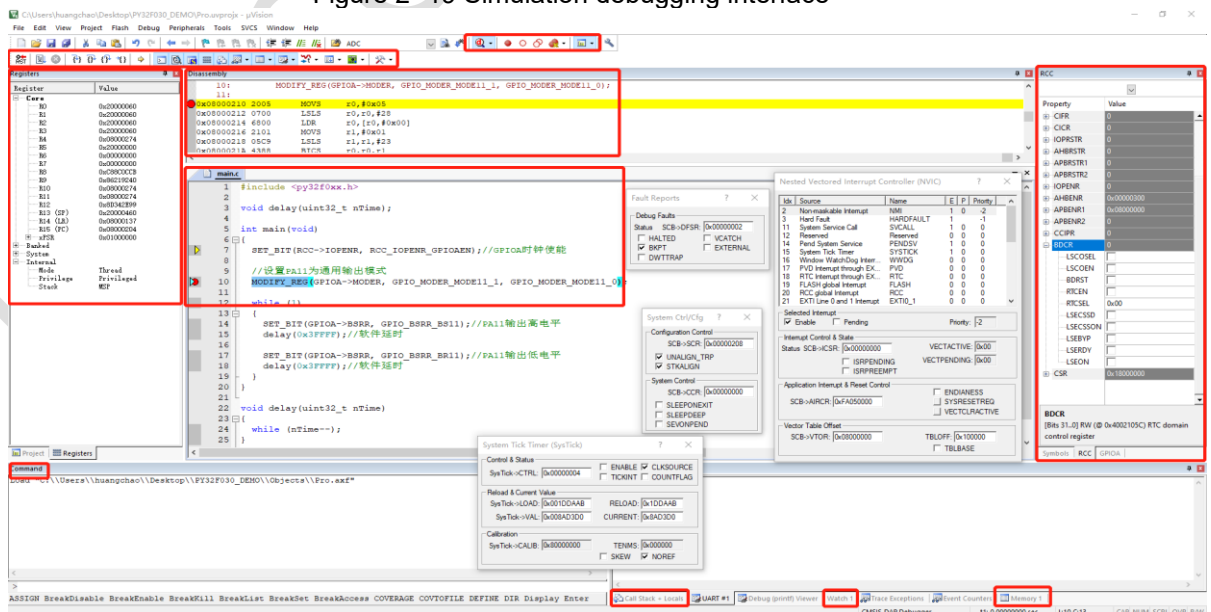 Figure 2- 10 Simulation debugging interface
C:\Users\huangchao\Desktop\PY32F030_DEMO\Pro.uvprojx - µVision
File Edit View Project Flash Debug Peripherals Tools SVCS Window Help
ADC
Registers
Register Value
Core
R0 0x20000060
R1 0x20000060
R2 0x20000060
R3 0x20000060
R4 0x08000274
R5 0x20000000
R6 0x00000000
R7 0x00000000
R8
R9
R10 0x08000274
R11 0x08000274
R12
R13 (SP) 0x20000460
R14 (LR) 0x08000137
R15 (PC) 0x08000204
xPSR 0x01000000
Banked
System
Internal
Mode Thread
Privilege Privileged
Stack MSP
Project Registers
Disassembly
10: MODIFY_REG(GPIOA->MODER, GPIO_MODER_MODE11_1, GPIO_MODER_MODE11_0);
11:
0x08000210 2005 MOVS r0,#0x05
0x08000212 0700 LSLS r0,r0,#28
0x08000214 6800 LDR r0,[r0,#0x00]
0x08000216 2101 MOVS r1,#0x01
0x08000218 05C9 LSLS r1,r1,#23
0x0800021A 4388 BICS r0,r0,r1
main.c
1 #include <py32f0xx.h>
2
3 void delay(uint32_t nTime);
4
5 int main(void)
6 {
7 SET_BIT(RCC->IOPENR, RCC_IOPENR_GPIOAEN);//GPIOA时钟使能
8
9 //设置PA11为通用输出模式
10 MODIFY_REG(GPIOA->MODER, GPIO_MODER_MODE11_1, GPIO_MODER_MODE11_0);
11
12 while (1)
13 {
14 SET_BIT(GPIOA->BSRR, GPIO_BSRR_BS11);//PA11输出高电平
15 delay(0x3FFFF);//软件延时
16
17 SET_BIT(GPIOA->BSRR, GPIO_BSRR_BR11);//PA11输出低电平
18 delay(0x3FFFF);//软件延时
19 }
20 }
21
22 void delay(uint32_t nTime)
23 {
24 while (nTime--);
25 }
Fault Reports
Debug Faults
Status SCB->DFSR: 0x00000002
HALTED VCATCH
BKPT EXTERNAL
DWTTRAP
System Ctrl/Cfg
Configuration Control
SCB->SCR: 0x00000208
UNALIGN_TRP
STKALIGN
System Control
SCB->CCR: 0x00000000
SLEEPONEXIT
SLEEPDEEP
SEVONPEND
Nested Vectored Interrupt Controller (NVIC)
Idx Source Name E P Priority
2 Non-maskable Interrupt NMI 1 0 -2
3 Hard Fault HARDFAULT 1 -1
11 System Service Call SVCALL 1 0 0
12 Reserved Reserved 0 0 0
14 Pend System Service PENDSV 1 0 0
15 System Tick Timer SYSTICK 1 0 0
16 Window WatchDog Interr... WWDG 0 0 0
17 PVD Interrupt through EX... PVD 0 0 0
18 RTC Interrupt through EX... RTC 0 0 0
19 FLASH global Interrupt FLASH 0 0 0
20 RCC global Interrupt RCC 0 0 0
21 EXTI Line 0 and 1 Interrupt EXTI0_1 0 0 0
Selected Interrupt
Enable Pending Priority: -2
Interrupt Control & State
Status SCB->ICSR: 0x00000000 VECTACTIVE: 0x00
ISRPENDING VECTPENDING: 0x00
ISRPREEMPT
Application Interrupt & Reset Control
SCB->AIRCR: 0xFA050000
ENDIANESS
SYSRESETREQ
VECTCLRACTIVE
Vector Table Offset
SCB->VTOR: 0x08000000 TBLOFF: 0x100000
TBLBASE
System Tick Timer (SysTick)
Control & Status
SysTick->CTRL: 0x00000004 ENABLE CLKSOURCE
TICKINT COUNTFLAG
Reload & Current Value
SysTick->LOAD: 0x001DDAAB RELOAD: 0x1DDAAB
SysTick->VAL: 0x008AD3D0 CURRENT: 0x8AD3D0
Calibration
SysTick->CALIB: 0x80000000 TENMS: 0x000000
SKEW NOREF
RCC
Property Value
CIFR 0
CICR 0
IOPRSTR 0
AHBRSTR 0
APBRSTR1 0
APBRSTR2 0
IOPENR 0
AHBENR 0x00000300
APBENR1 0x08000000
APBENR2 0
CCIPR 0
BDCR 0
LSCOSEL
LSCOEN
BDRST
RTCEN
RTCSEL 0x00
LSECSSD
LSECSSON
LSEBYP
LSERDY
LSEON
CSR 0x18000000
BDCR
[Bits 31..0] RW (@ 0x4002105C) RTC domain
control register
Symbols RCC GPIOA
Command
Load "C:\\Users\\huangchao\\Desktop\\PY32F030_DEMO\\Objects\\Pro.axf"
>
ASSIGN BreakDisable BreakEnable BreakKill BreakList BreakSet BreakAccess COVERAGE COVTOFILE DEFINE DIR Display Enter
Call Stack + Locals UART #1 Debug (printf) Viewer Watch 1 Trace Exceptions Event Counters Memory 1
CMSIS-DAP Debugger t1: 0.00000000 sec L:10 C:13 CAP NUM SCRL OVR R/W